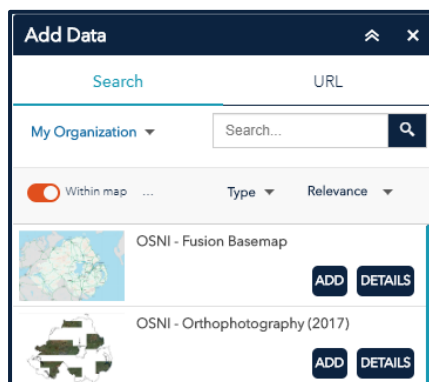 Add Data
Search URL
My Organization Search...
Within map ... Type Relevance
OSNI - Fusion Basemap
ADD DETAILS
OSNI - Orthophotography (2017)
ADD DETAILS